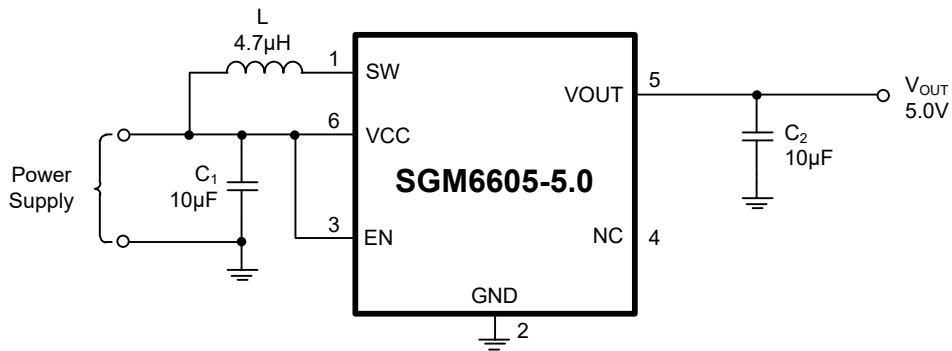 L
4.7µH
1
SW
5
VOUT
VOUT
5.0V
6
VCC
C2
10µF
Power
Supply
C1
10µF
SGM6605-5.0
3
EN
NC
4
GND
2